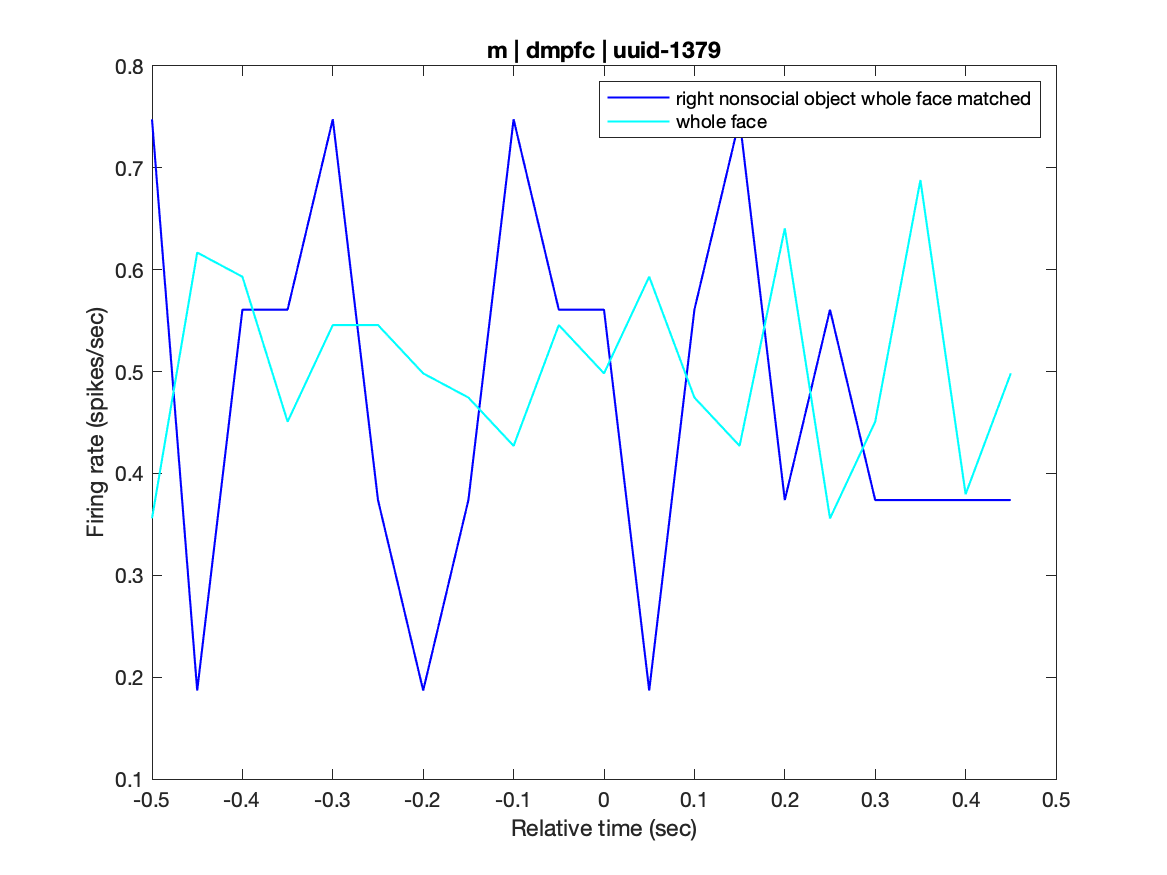 m | dmpfc | uuid-1379
right nonsocial object whole face matched
whole face
Firing rate (spikes/sec)
0.8
0.7
0.6
0.5
0.4
0.3
0.2
0.1
-0.5 -0.4 -0.3 -0.2 -0.1 0 0.1 0.2 0.3 0.4 0.5
Relative time (sec)